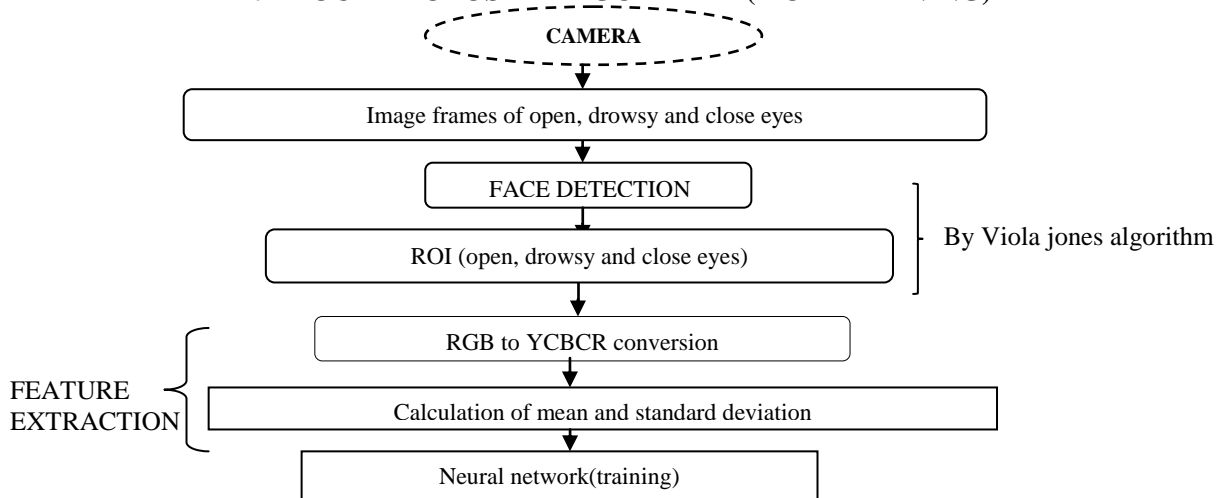 CAMERA
Image frames of open, drowsy and close eyes
FACE DETECTION
By Viola jones algorithm
ROI (open, drowsy and close eyes)
RGB to YCBCR conversion
FEATURE
EXTRACTION
Calculation of mean and standard deviation
Neural network(training)